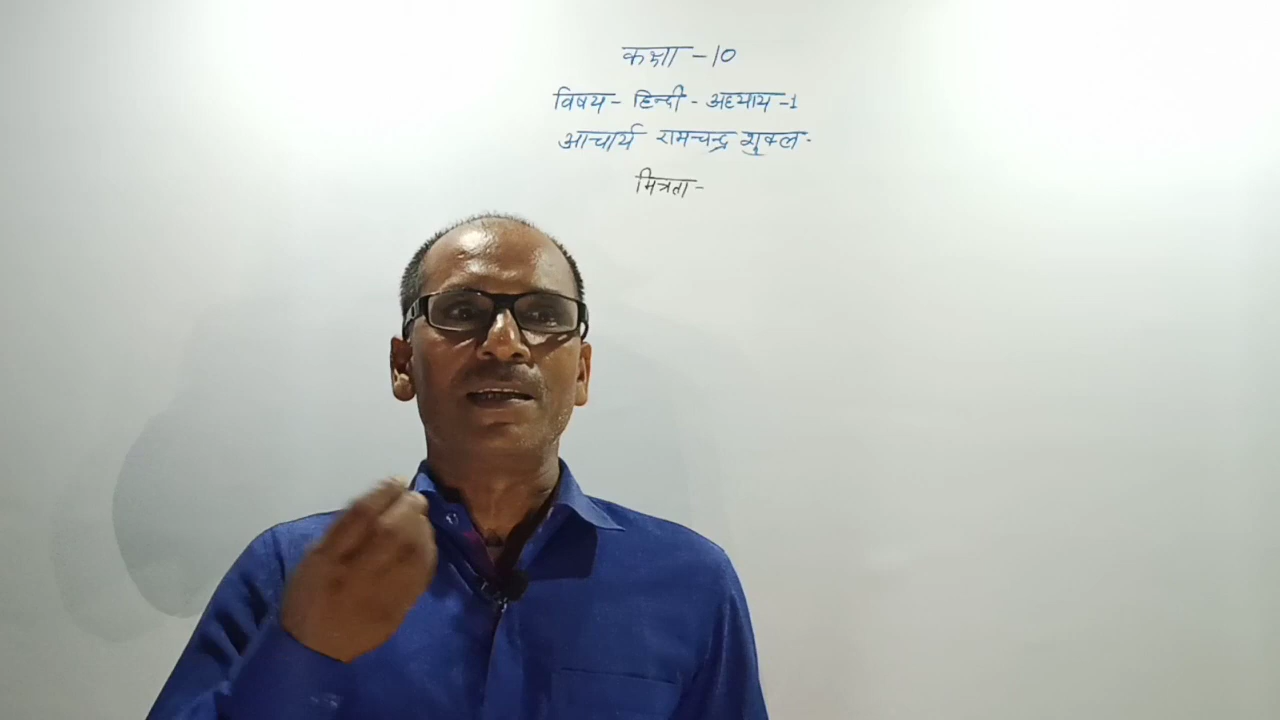 कक्षा - 10
विषय - हिन्दी - अध्याय - 1
आचार्य रामचन्द्र शुक्ल -
मित्रता -